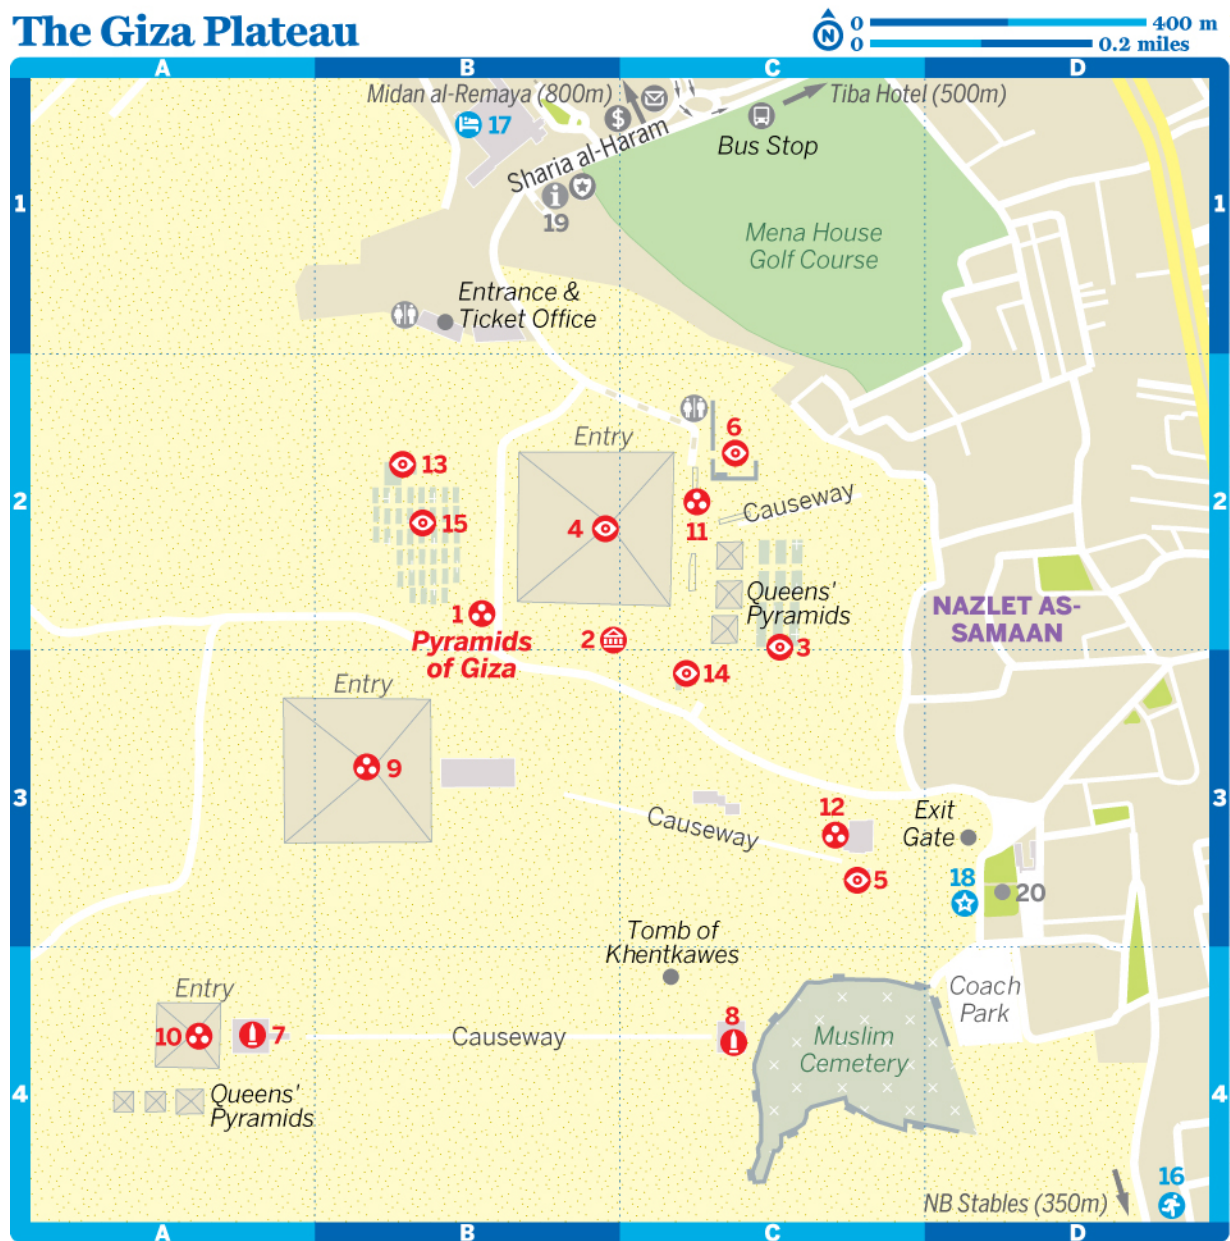 The Giza Plateau
N
0 400 m
0 0.2 miles
A B C D
Midan al-Remaya (800m)
$
Tiba Hotel (500m)
17
Bus Stop
Sharia al-Haram
i
19
1 1
Mena House
Golf Course
Entrance &
Ticket Office
6
Entry
13
2 2
Causeway
15
4
11
Queens'
Pyramids
NAZLET AS-
SAMAAN
1
Pyramids
of Giza
2
3
14
Entry
9
3 3
12
Exit
Gate
Causeway
5
18
20
Tomb of
Khentkawes
Entry
Coach
Park
8
10
7
Causeway
Muslim
Cemetery
4 4
Queens'
Pyramids
16
NB Stables (350m)
A B C D